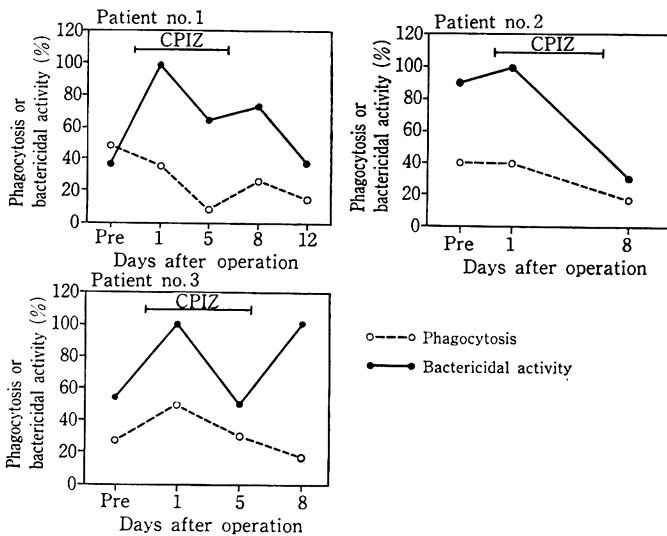 Patient no.1
CPIZ
Phagocytosis or
bactericidal activity (%)
120
100
80
60
40
20
0
Pre 1 5 8 12
Days after operation
Patient no.2
CPIZ
Phagocytosis or
bactericidal activity (%)
120
100
80
60
40
20
0
Pre 1 8
Days after operation
Patient no.3
CPIZ
Phagocytosis or
bactericidal activity (%)
120
100
80
60
40
20
0
Pre 1 5 8
Days after operation
Phagocytosis
Bactericidal activity